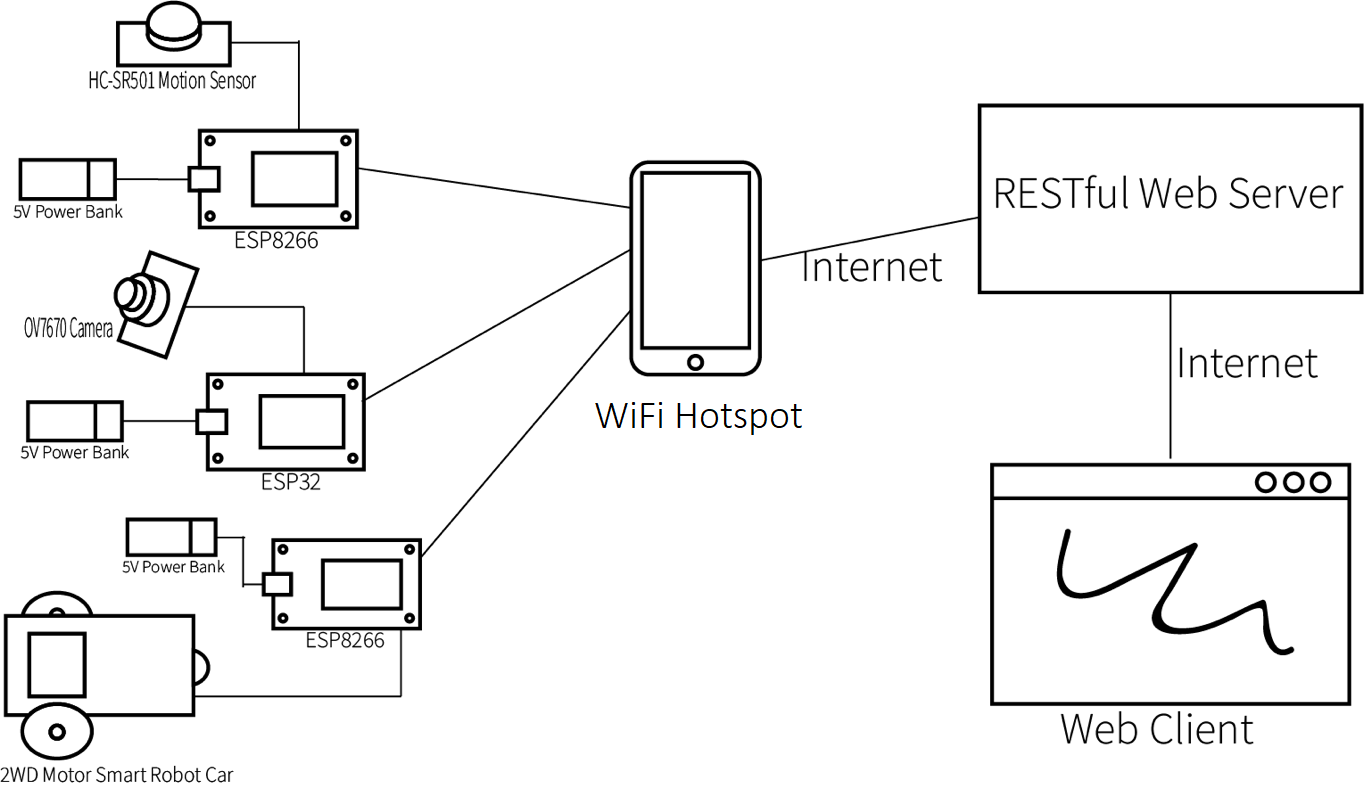 HC-SR501 Motion Sensor
5V Power Bank
ESP8266
OV7670 Camera
5V Power Bank
ESP32
5V Power Bank
ESP8266
2WD Motor Smart Robot Car
WiFi Hotspot
Internet
RESTful Web Server
Internet
Web Client